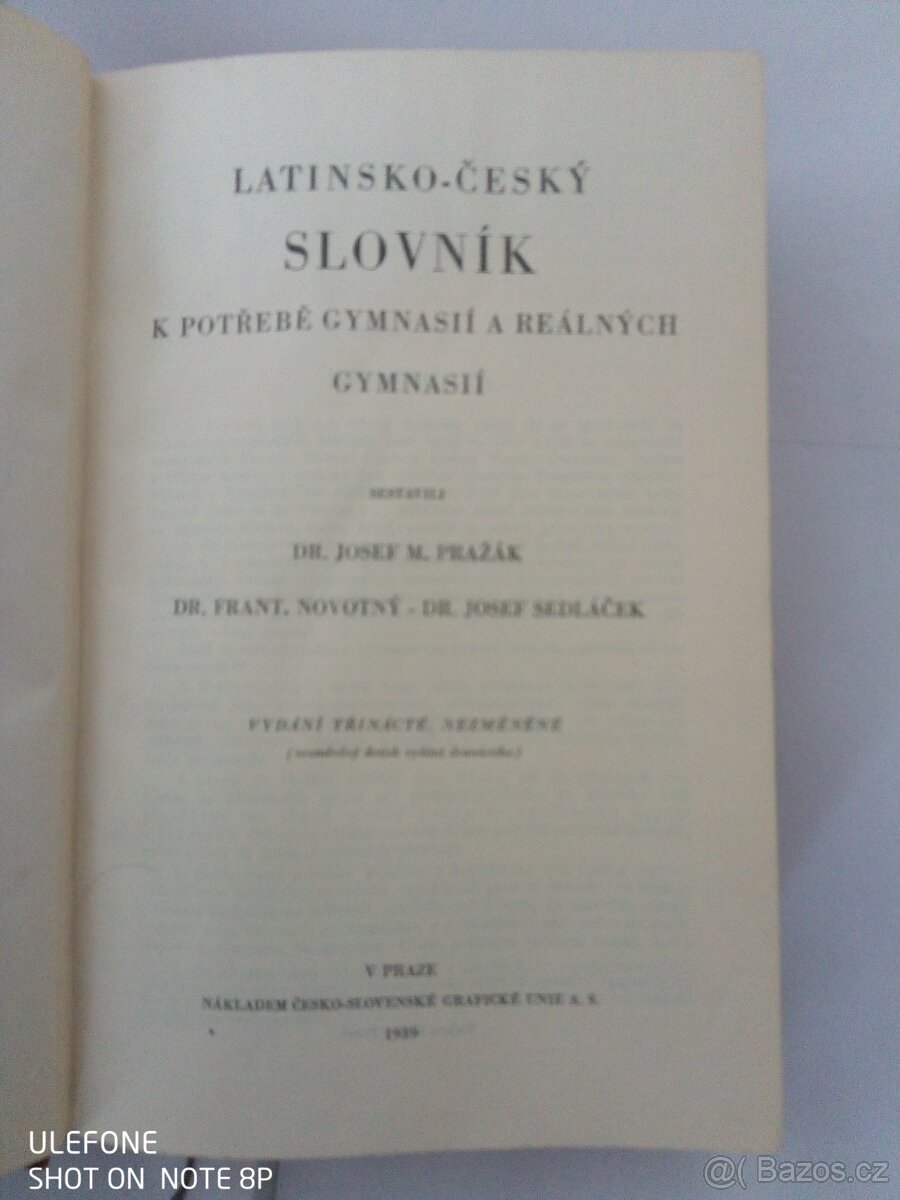 LATINSKO-ČESKÝ
SLOVNÍK
K POTŘEBĚ GYMNASIÍ A REÁLNÝCH
GYMNASIÍ
SESTAVILI
DR. JOSEF M. PRAŽÁK
DR. FRANT. NOVOTNÝ - DR. JOSEF SEDLÁČEK
VYDÁNÍ TŘINÁCTÉ, NEZMĚNĚNÉ
vydání
V PRAZE
NÁKLADEM ČESKO-SLOVENSKÉ GRAFICKÉ UNIE A. S.
1939
ULEFONE
SHOT ON NOTE 8P
@( Bazos.cz